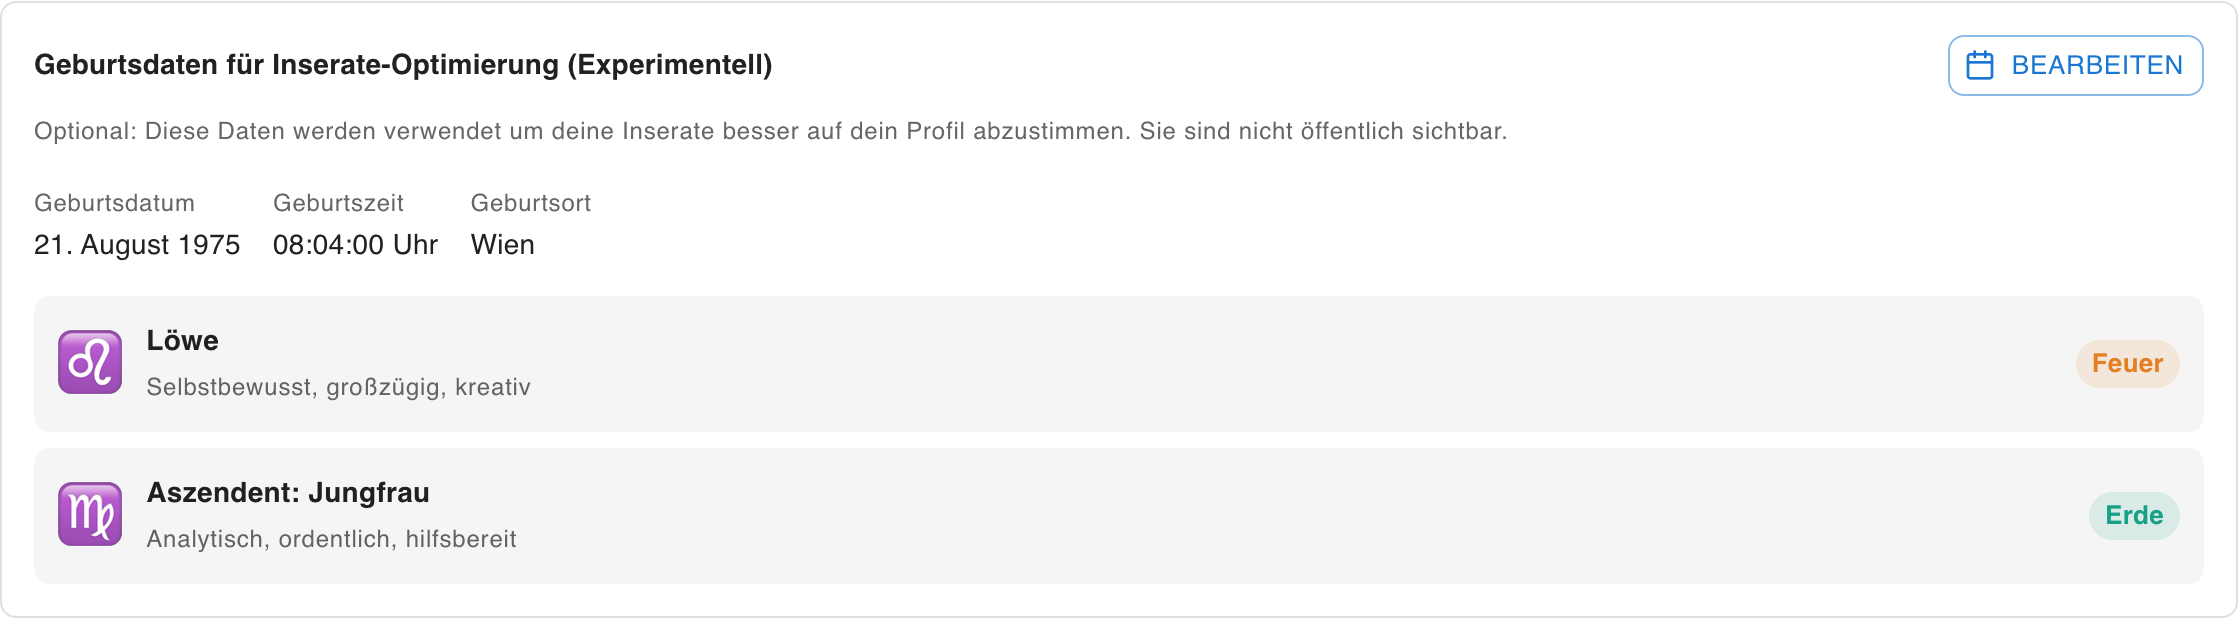 Geburtsdaten für Inserate-Optimierung (Experimentell)
BEARBEITEN
Optional: Diese Daten werden verwendet um deine Inserate besser auf dein Profil abzustimmen. Sie sind nicht öffentlich sichtbar.
Geburtsdatum Geburtszeit Geburtsort
21. August 1975 08:04:00 Uhr Wien
Löwe
Selbstbewusst, großzügig, kreativ
Feuer
Aszendent: Jungfrau
Analytisch, ordentlich, hilfsbereit
Erde